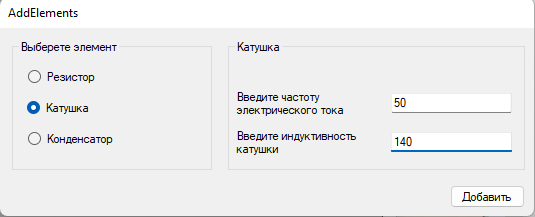 AddElements
Выберете элемент
Резистор
Катушка
Конденсатор
Катушка
Введите частоту
электрического тока
50
Введите индуктивность
катушки
140
Добавить